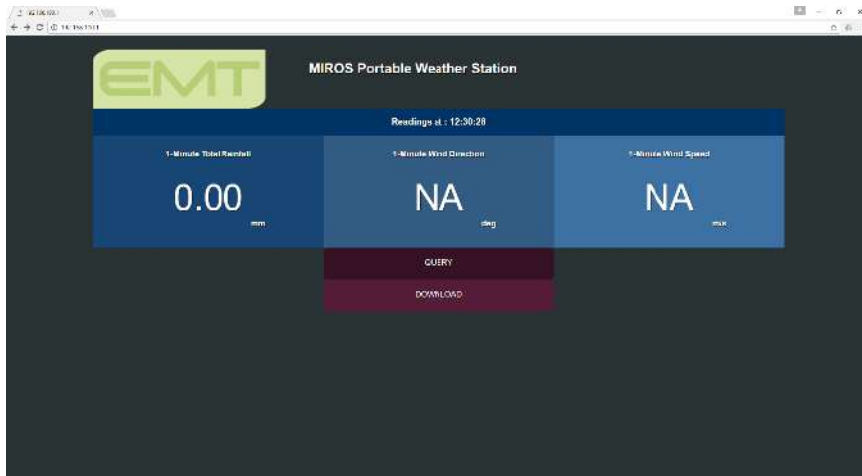 EMT
MIROS Portable Weather Station
Readings at : 12:30:28
1-Minute Total Rainfall
1-Minute Wind Direction
1-Minute Wind Speed
0.00
mm
NA
deg
NA
m/s
QUERY
DOWNLOAD